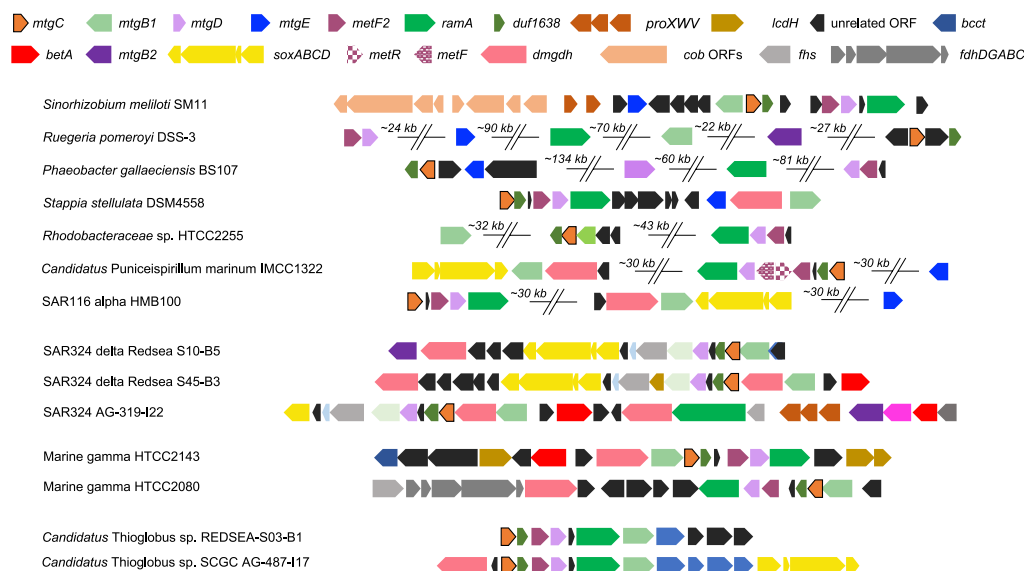 mtgC mtgB1 mtgD mtgE metF2 ramA duf1638 proXWV lcdH unrelated ORF bcct
betA mtgB2 soxABCD metR metF dmgdh cob ORFs fhs fdhDGABC
Sinorhizobium meliloti SM11
Ruegeria pomeroyi DSS-3 ~24 kb ~90 kb ~70 kb ~22 kb ~27 kb
Phaeobacter gallaeciensis BS107 ~134 kb ~60 kb ~81 kb
Stappia stellulata DSM4558
Rhodobacteraceae sp. HTCC2255 ~32 kb ~43 kb
Candidatus Puniceispirillum marinum IMCC1322 ~30 kb ~30 kb
SAR116 alpha HMB100 ~30 kb ~30 kb
SAR324 delta Redsea S10-B5
SAR324 delta Redsea S45-B3
SAR324 AG-319-I22
Marine gamma HTCC2143
Marine gamma HTCC2080
Candidatus Thioglobus sp. REDSEA-S03-B1
Candidatus Thioglobus sp. SCGC AG-487-I17